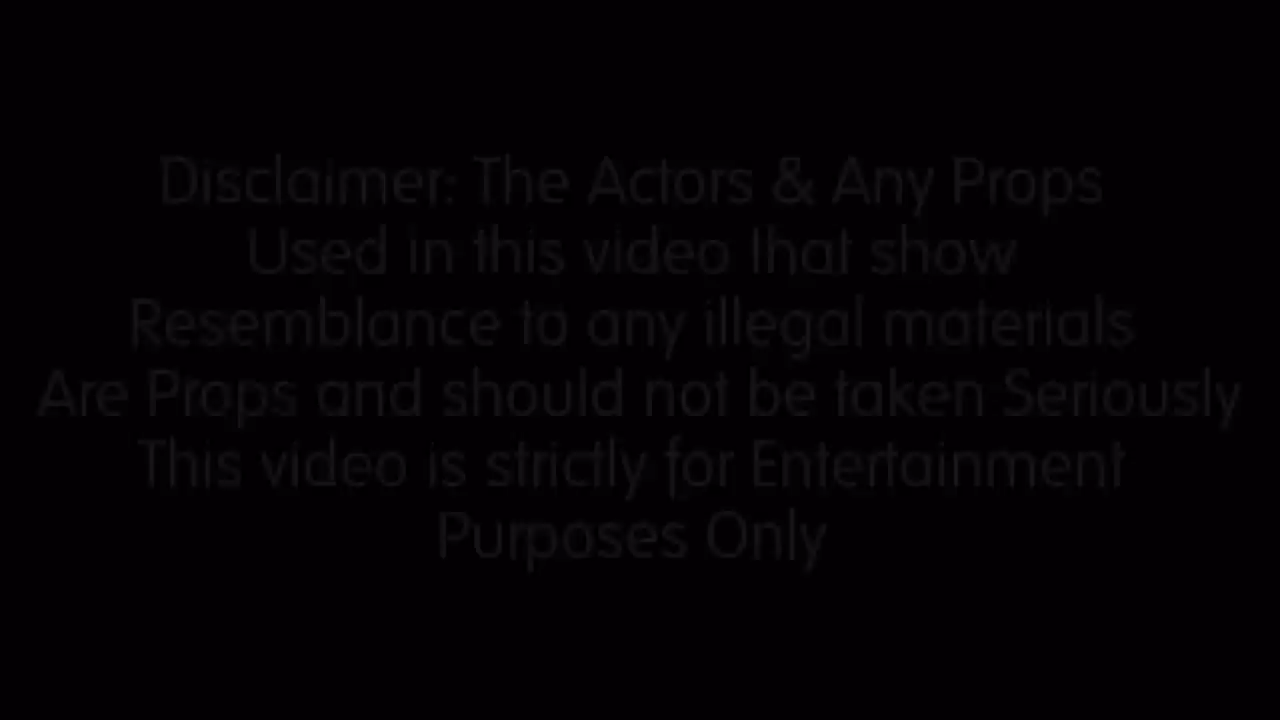 Disclaimer: The Actors & Any Props
Used in this video that show
Resemblance to any illegal materials
Are Props and should not be taken Seriously
This video is strictly for Entertainment
Purposes Only